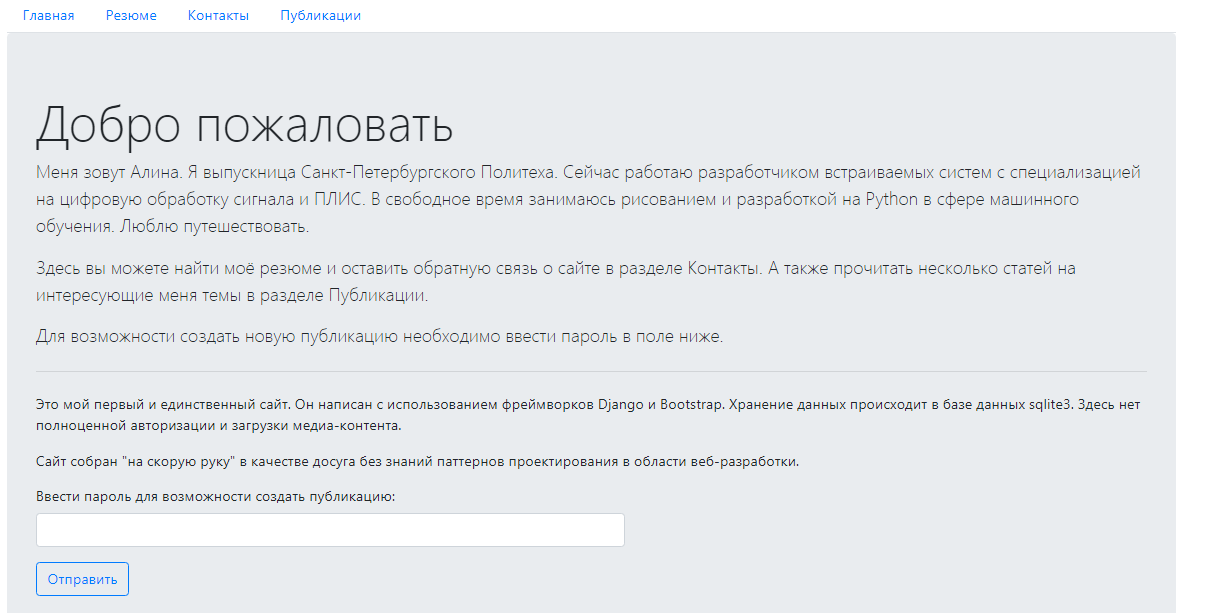 Главная Резюме Контакты Публикации
Добро пожаловать
Меня зовут Алина. Я выпускница Санкт-Петербургского Политеха. Сейчас работаю разработчиком встраиваемых систем с специализацией
на цифровую обработку сигнала и ПЛИС. В свободное время занимаюсь рисованием и разработкой на Python в сфере машинного
обучения. Люблю путешествовать.
Здесь вы можете найти моё резюме и оставить обратную связь о сайте в разделе Контакты. А также прочитать несколько статей на
интересующие меня темы в разделе Публикации.
Для возможности создать новую публикацию необходимо ввести пароль в поле ниже.
Это мой первый и единственный сайт. Он написан с использованием фреймворков Django и Bootstrap. Хранение данных происходит в базе данных sqlite3. Здесь нет
полноценной авторизации и загрузки медиа-контента.
Сайт собран "на скорую руку" в качестве досуга без знаний паттернов проектирования в области веб-разработки.
Ввести пароль для возможности создать публикацию:
Отправить